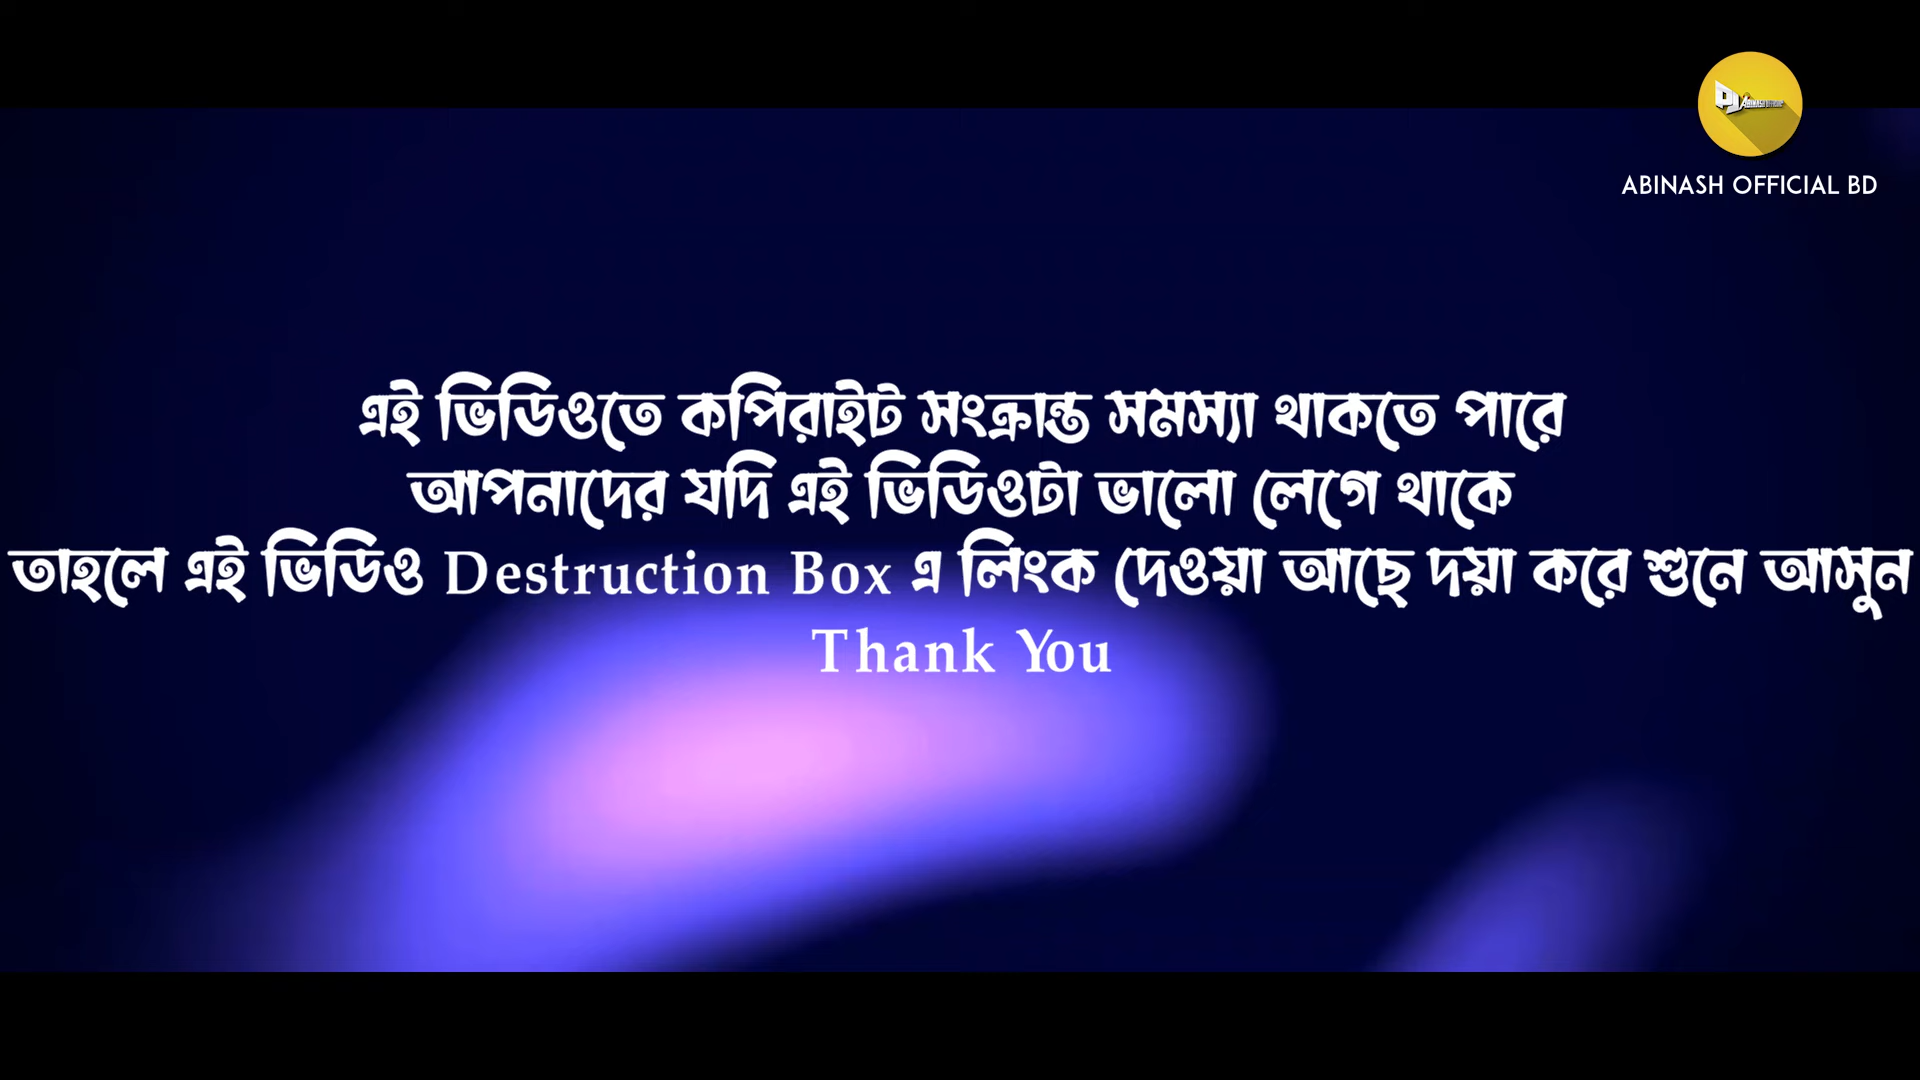 ABINASH OFFICIAL BD
এই ভিডিওতে কপিরাইট সংক্রান্ত সমস্যা থাকতে পারে
আপনাদের যদি এই ভিডিওটা ভালো লেগে থাকে
তাহলে এই ভিডিও Destruction Box এ লিংক দেওয়া আছে দয়া করে শুনে আসুন
Thank You